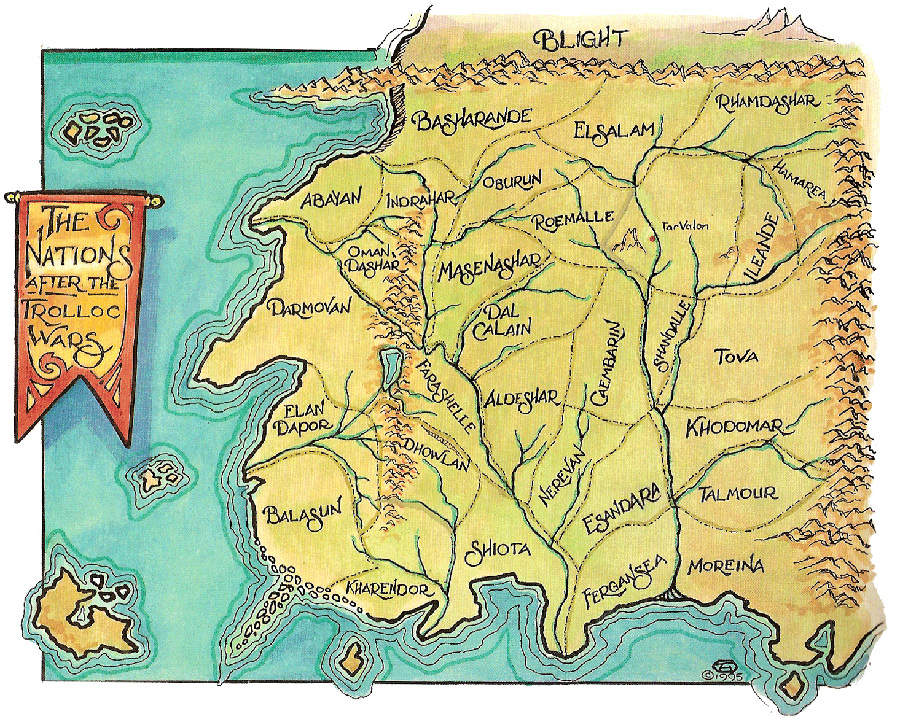 BLIGHT
THE
NATIONS
AFTER THE
TROLLOC
WARS
BASHARANDE
ELSALAM
RHAMDASHAR
HAMAREA
ABAYAN
INDRAHAR
OBURUN
ROEMALLE
Tar Valon
ILEANDE
OMAN
DASHAR
MASENASHAR
DARMOVAN
DAL
CALAIN
CAEMBARIN
SHANDALLE
TOVA
FARASHELLE
ALDESHAR
ELAN
DAPOR
DHOWLAN
KHODOMAR
NEREVAN
ESANDARA
TALMOUR
BALASUN
SHIOTA
KHARENDOR
FERGANSEA
MOREINA
©1995